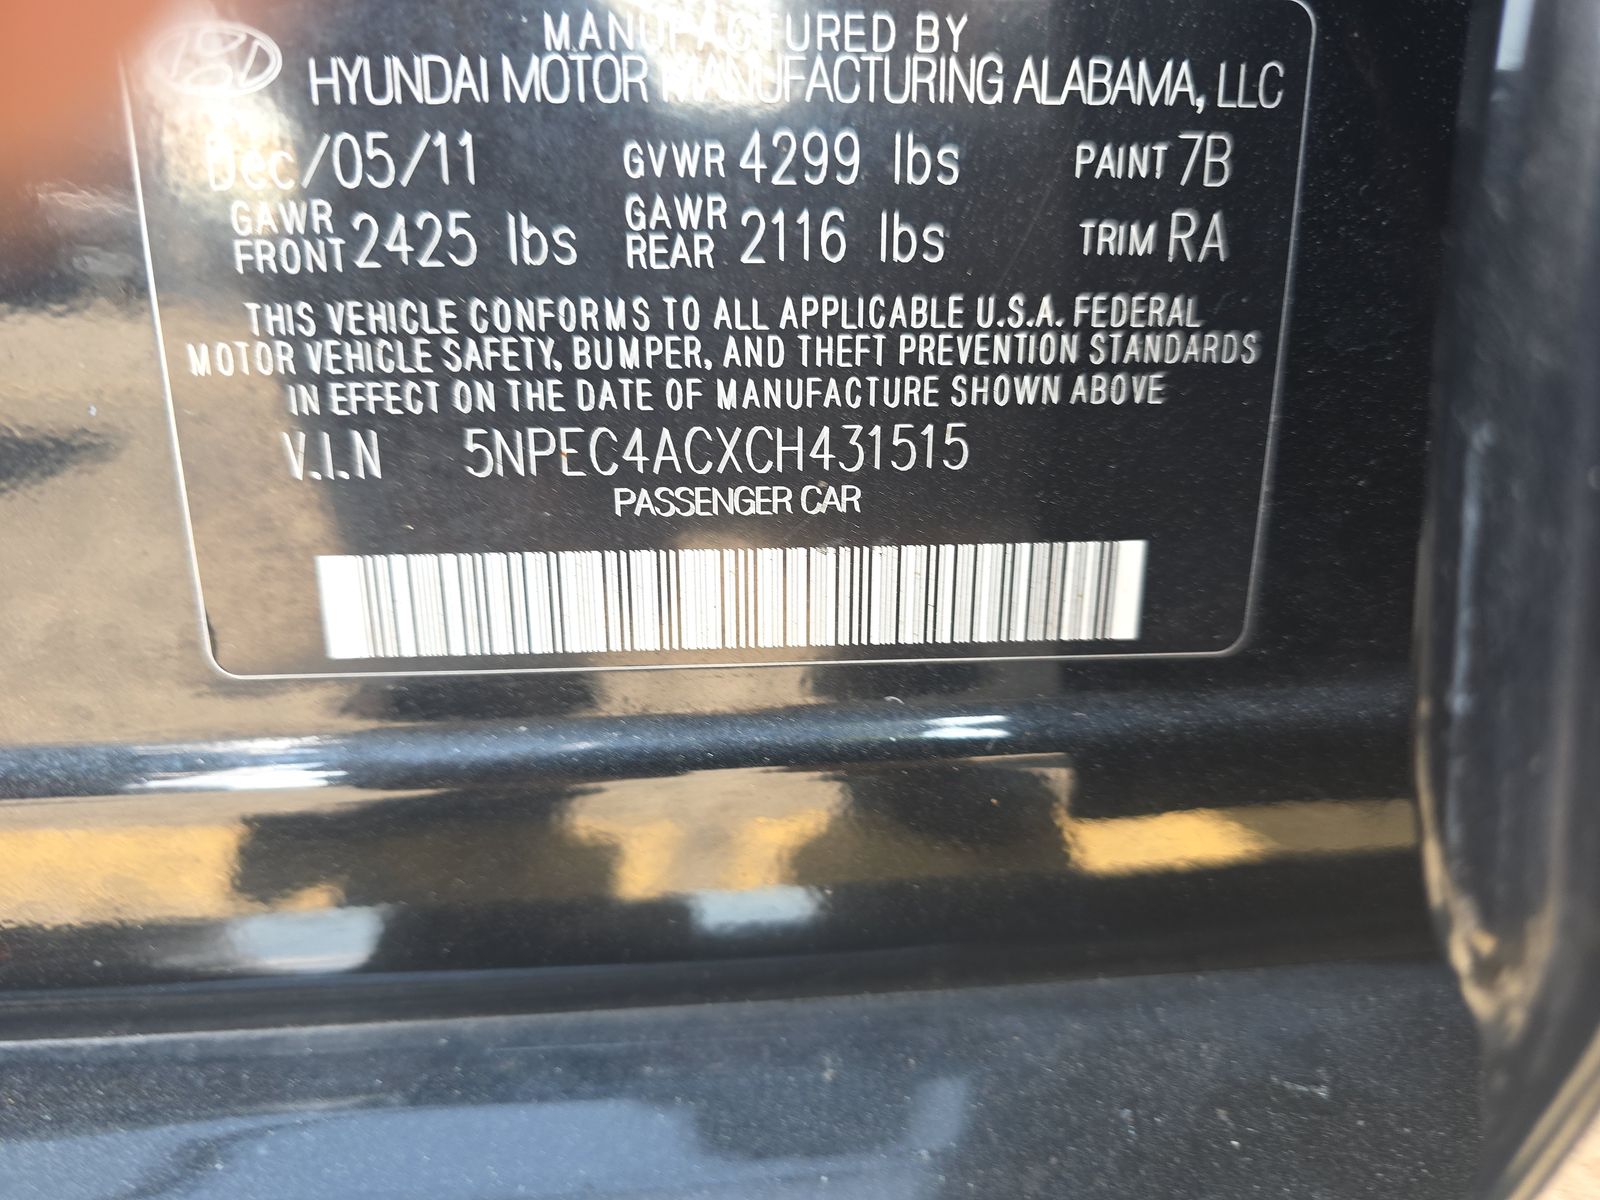 MANUFACTURED BY
HYUNDAI MOTOR MANUFACTURING ALABAMA, LLC
Dec/05/11 GVWR 4299 lbs PAINT 7B
GAWR FRONT 2425 lbs GAWR REAR 2116 lbs TRIM RA
THIS VEHICLE CONFORMS TO ALL APPLICABLE U.S.A. FEDERAL
MOTOR VEHICLE SAFETY, BUMPER, AND THEFT PREVENTION STANDARDS
IN EFFECT ON THE DATE OF MANUFACTURE SHOWN ABOVE
V.I.N 5NPEC4ACXCH431515
PASSENGER CAR